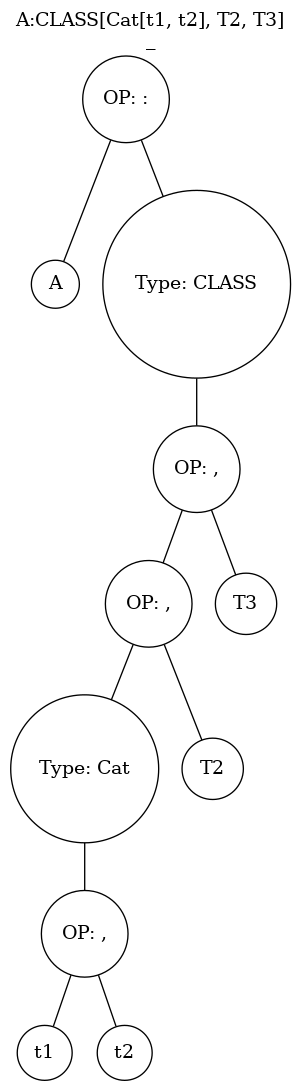 A:CLASS[Cat[t1, t2], T2, T3]
_
OP: :
A
Type: CLASS
OP: ,
OP: ,
T3
Type: Cat
T2
OP: ,
t1
t2